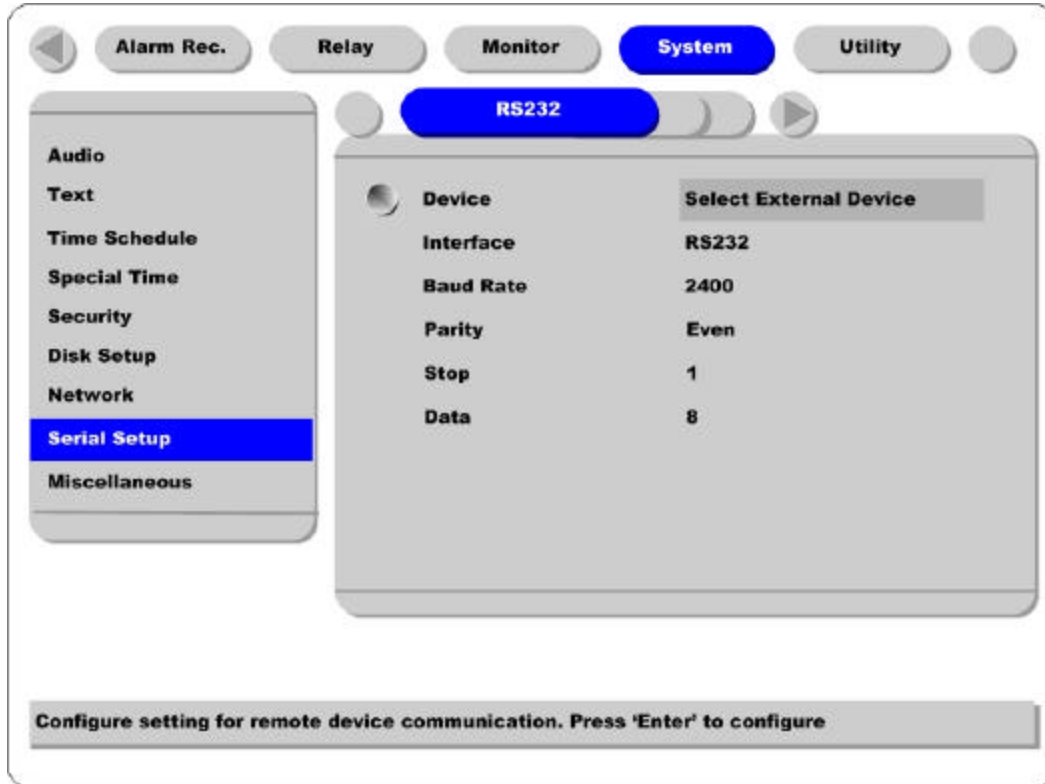 Alarm Rec. Relay Monitor System Utility
RS232
Audio
Text
Time Schedule
Special Time
Security
Disk Setup
Network
Serial Setup
Miscellaneous
Device Select External Device
Interface RS232
Baud Rate 2400
Parity Even
Stop 1
Data 8
Configure setting for remote device communication. Press ‘Enter’ to configure